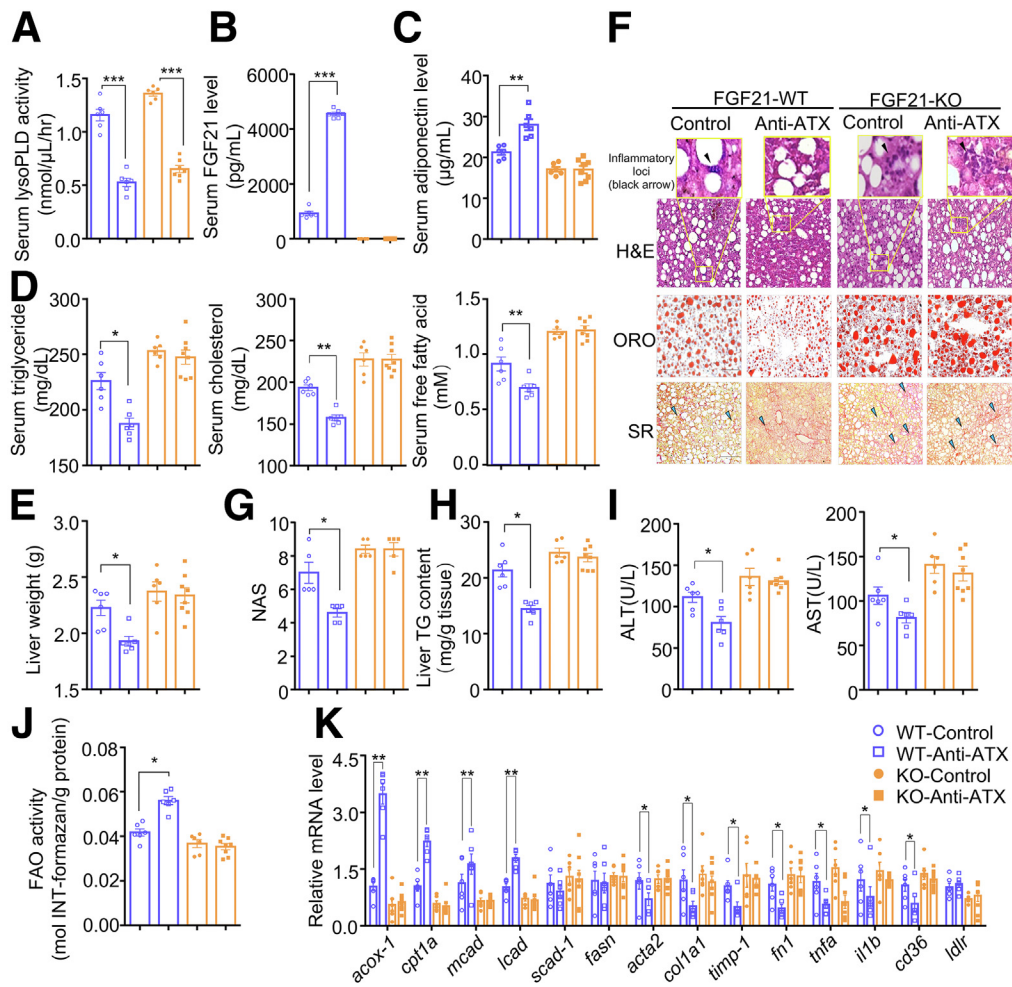 A
Serum lysoPLD activity
(nmol/μL/hr)
1.5
1.0
0.5
0.0
***
***
B
Serum FGF21 level
(pg/mL)
6000
4000
2000
0
***
C
Serum adiponectin level
(μg/mL)
40
30
20
10
0
**
D
Serum triglyceride
(mg/dL)
300
250
200
150
*
Serum cholesterol
(mg/dL)
300
250
200
150
100
**
Serum free fatty acid
(mM)
1.5
1.0
0.5
0.0
**
F
FGF21-WT
FGF21-KO
Control
Anti-ATX
Control
Anti-ATX
Inflammatory
loci
(black arrow)
H&E
ORO
SR
E
Liver weight (g)
3.0
2.5
2.0
1.5
*
G
NAS
10
8
6
4
2
0
*
H
Liver TG content
(mg/g tissue)
30
20
10
0
*
I
ALT(U/L)
200
150
100
50
0
*
AST(U/L)
200
150
100
50
0
*
J
FAO activity
(mol INT-formazan/g protein)
0.08
0.06
0.04
0.02
0.00
*
K
Relative mRNA level
4.5
3.0
1.5
0.0
**
**
**
**
*
*
*
*
*
*
*
acox-1
cpt1a
mcad
lcad
scad-1
fasn
acta2
col1a1
timp-1
fn1
tnfa
il1b
cd36
ldlr
WT-Control
WT-Anti-ATX
KO-Control
KO-Anti-ATX